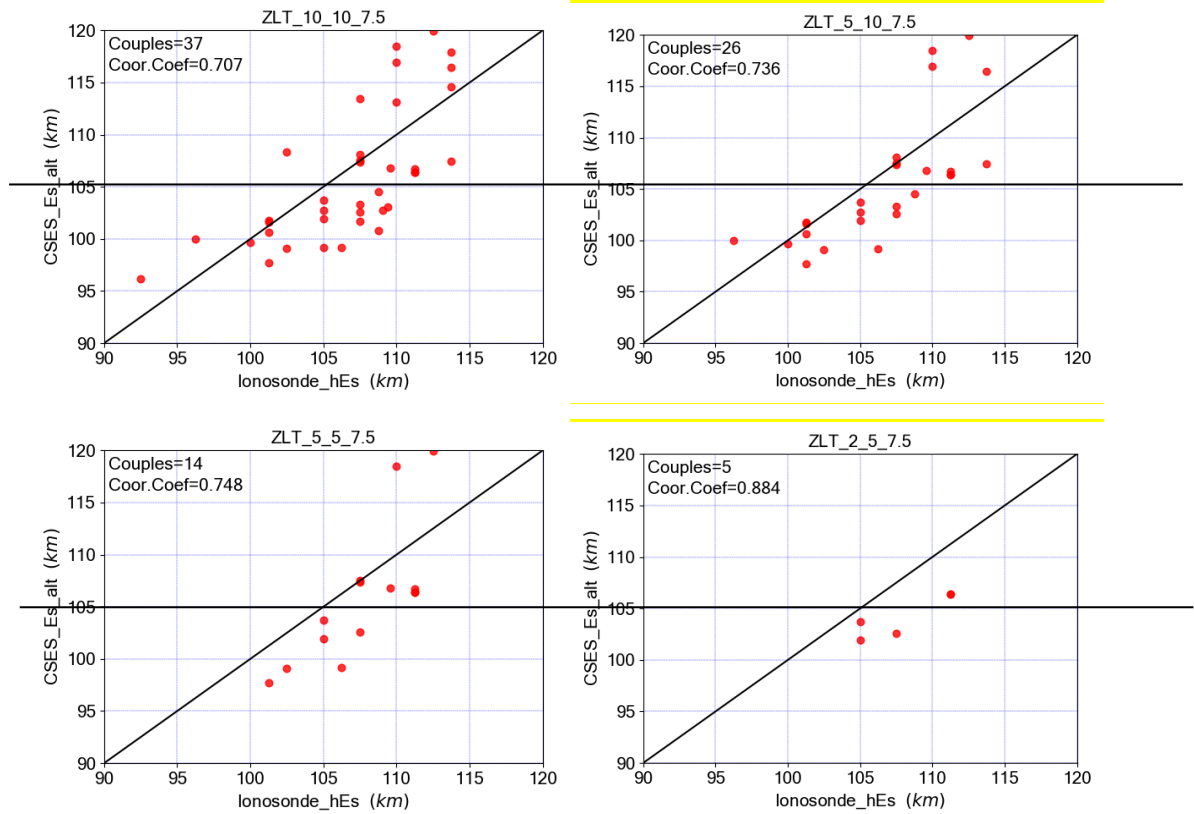 ZLT_10_10_7.5
Couples=37
Coor.Coef=0.707
120
115
110
105
100
95
90
CSES_Es_alt (km)
90 95 100 105 110 115 120
Ionosonde_hEs (km)
ZLT_5_10_7.5
Couples=26
Coor.Coef=0.736
120
115
110
105
100
95
90
CSES_Es_alt (km)
90 95 100 105 110 115 120
Ionosonde_hEs (km)
ZLT_5_5_7.5
Couples=14
Coor.Coef=0.748
120
115
110
105
100
95
90
CSES_Es_alt (km)
90 95 100 105 110 115 120
Ionosonde_hEs (km)
ZLT_2_5_7.5
Couples=5
Coor.Coef=0.884
120
115
110
105
100
95
90
CSES_Es_alt (km)
90 95 100 105 110 115 120
Ionosonde_hEs (km)